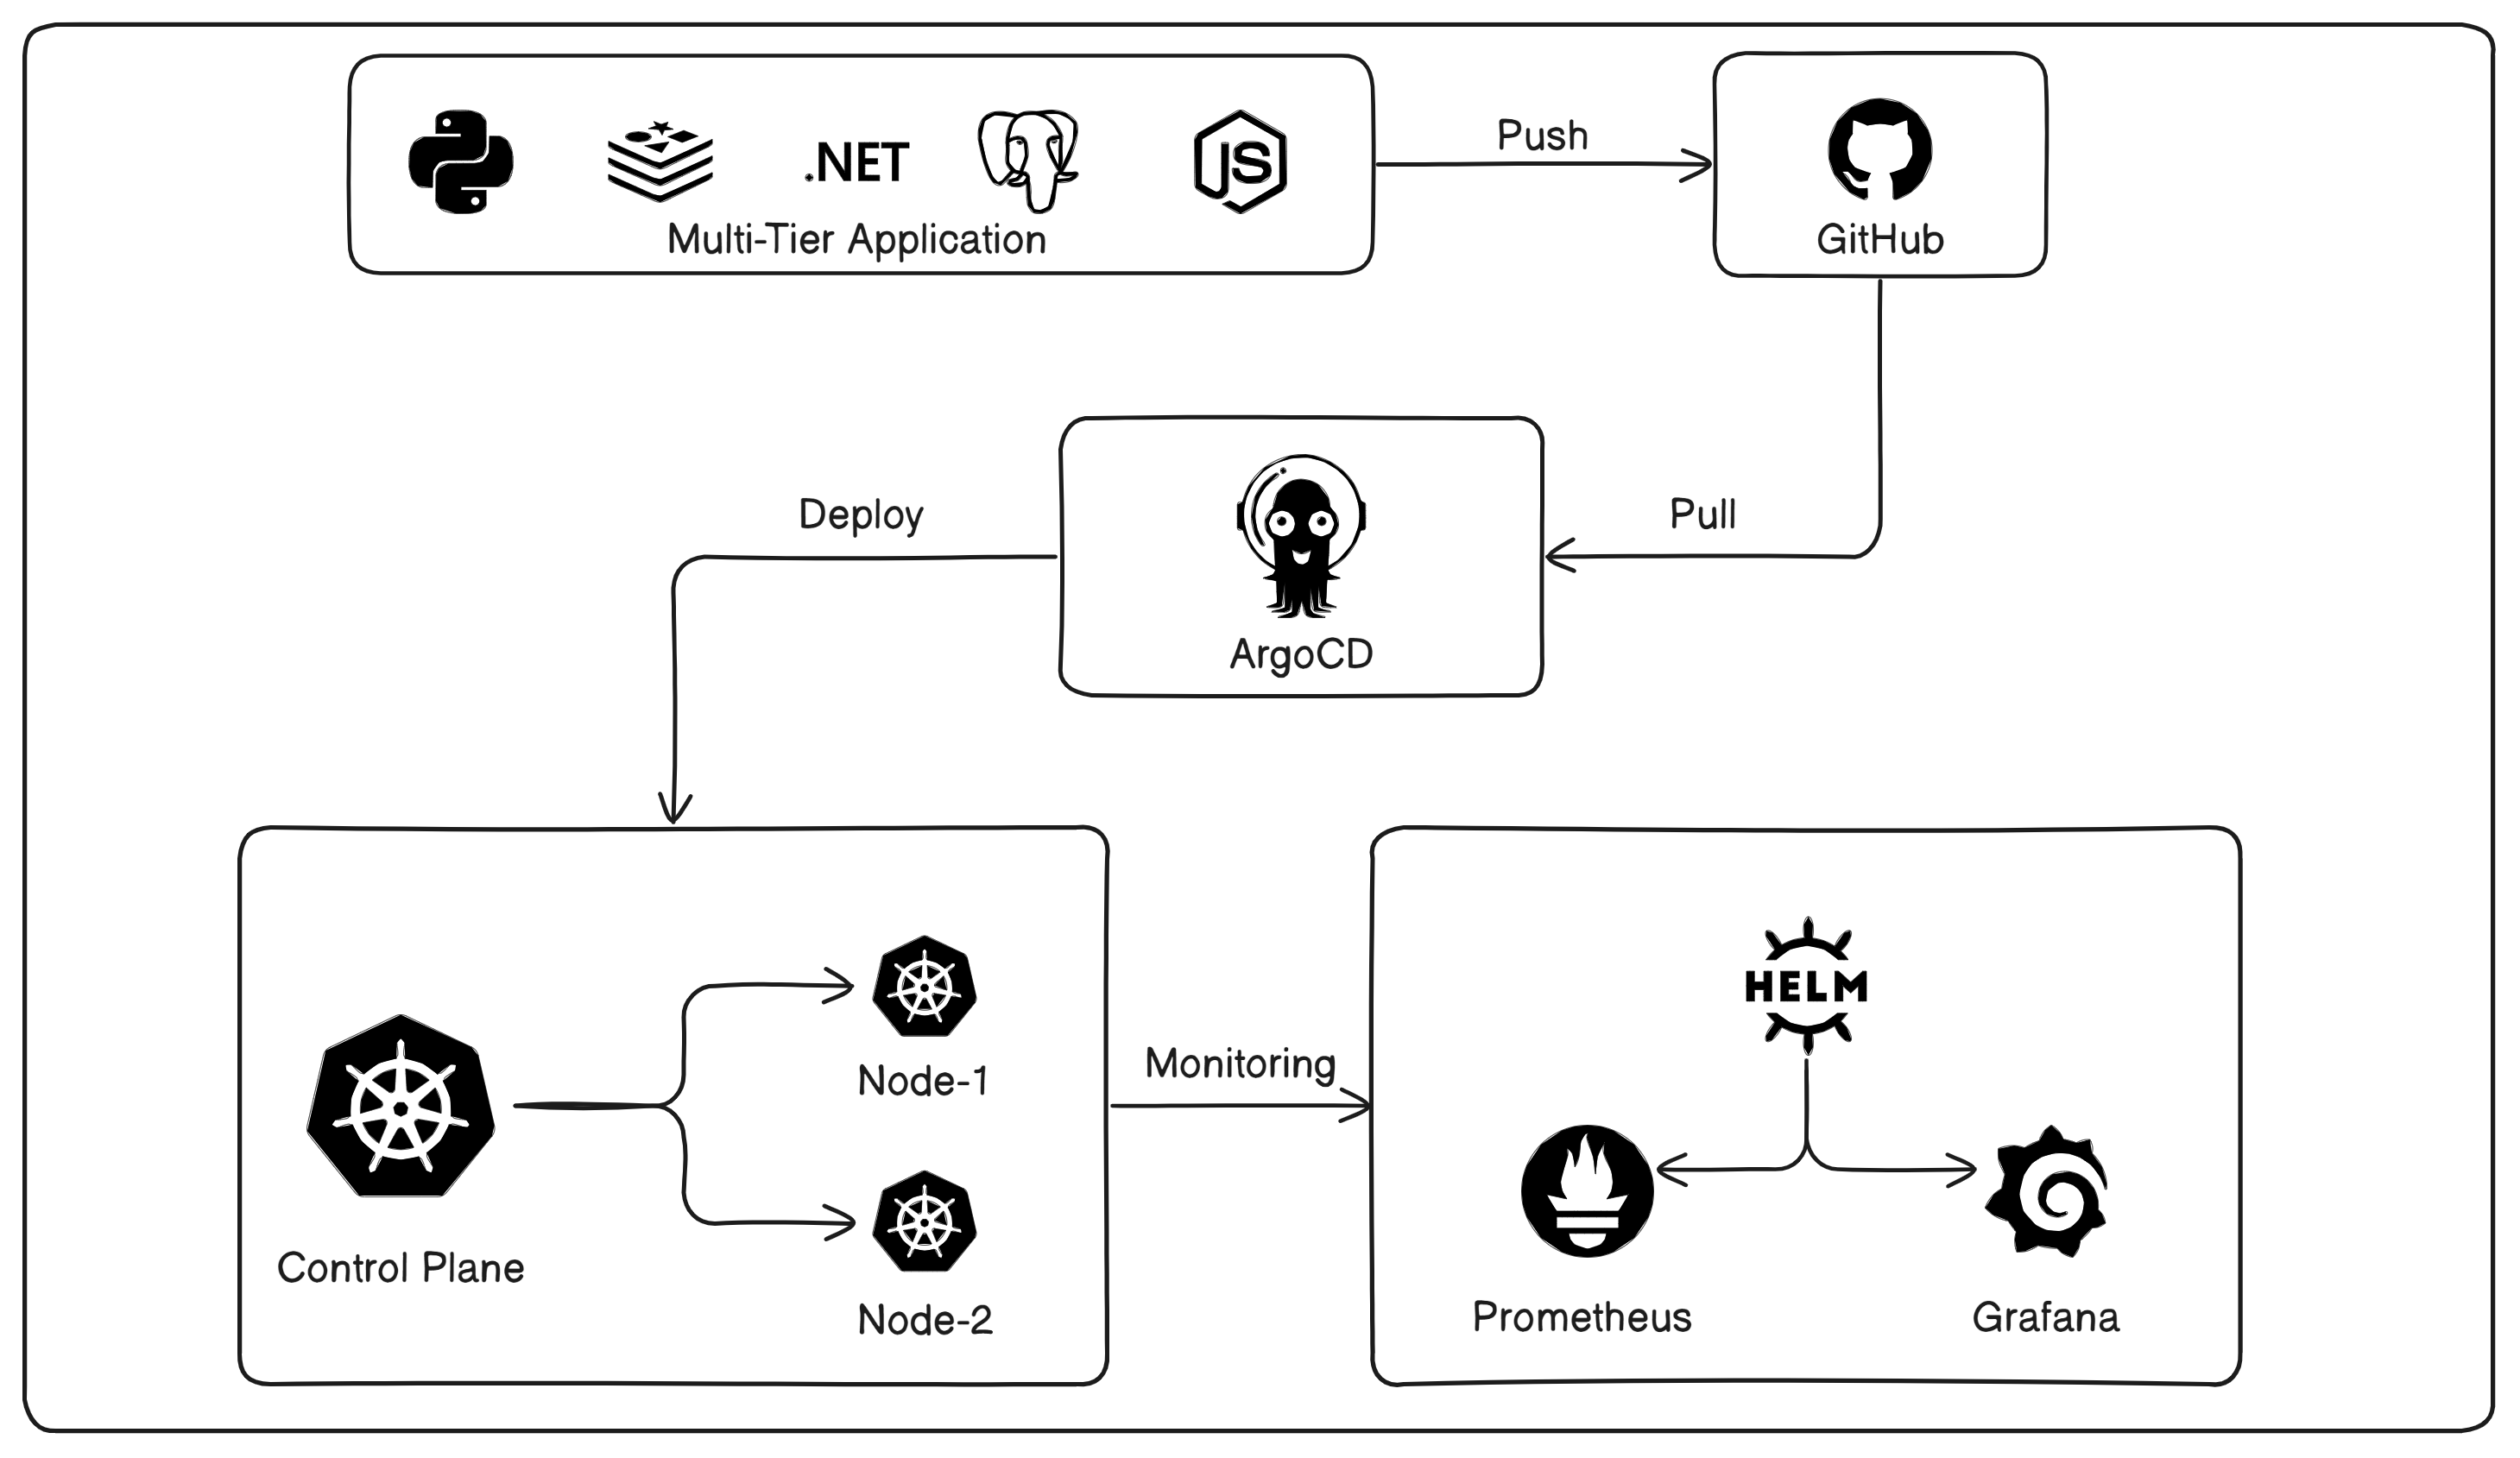 .NET
JS
Multi-Tier Application
Push
GitHub
Deploy
Pull
ArgoCD
HELM
Node-1
Monitoring
Control Plane
Node-2
Prometheus
Grafana